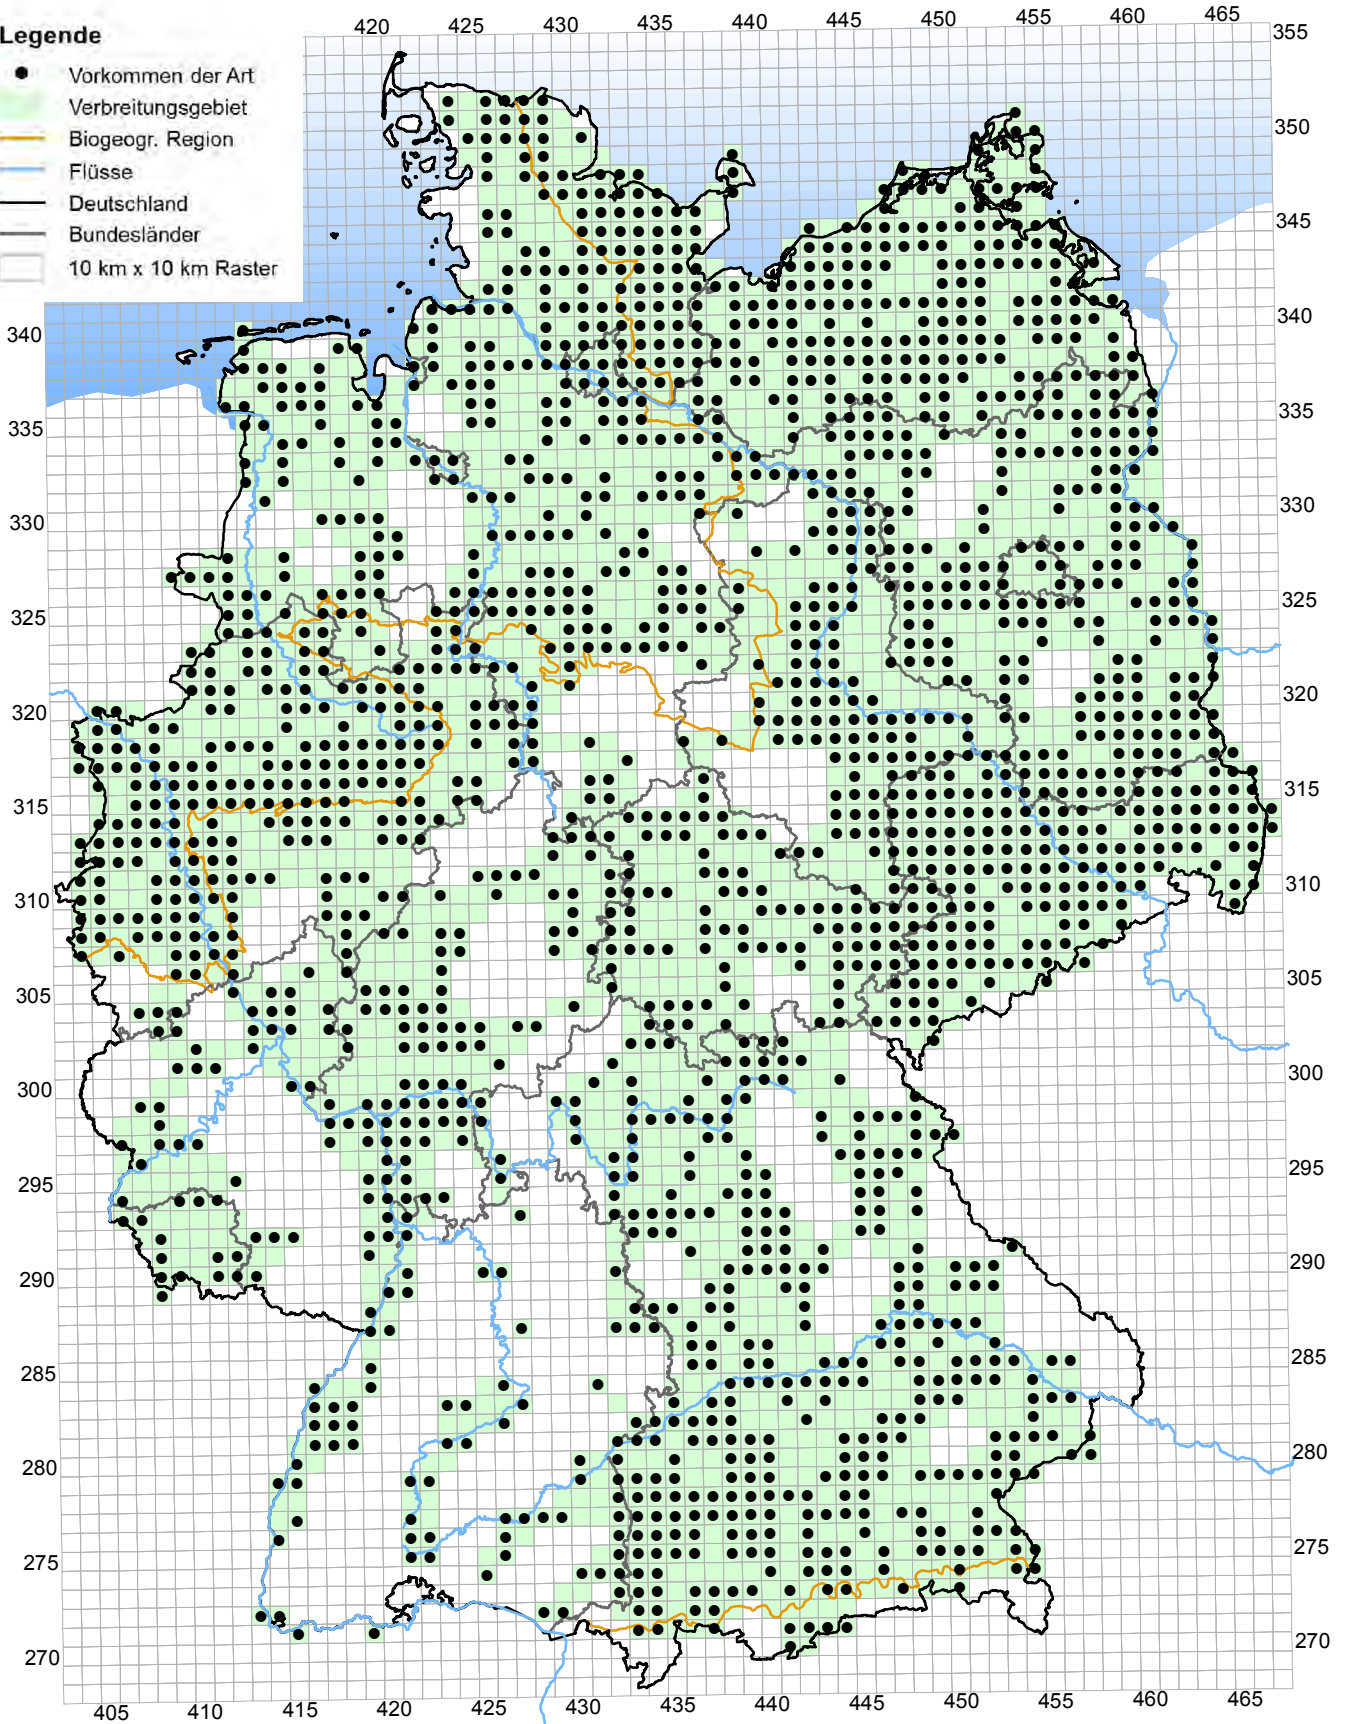 420 425 430 435 440 445 450 455 460 465
355
Legende
Vorkommen der Art
Verbreitungsgebiet
Biogeogr. Region
Flüsse
Deutschland
Bundesländer
10 km x 10 km Raster
350
345
340 340
335 335
330 330
325 325
320 320
315 315
310 310
305 305
300 300
295 295
290 290
285 285
280 280
275 275
270 270
405 410 415 420 425 430 435 440 445 450 455 460 465